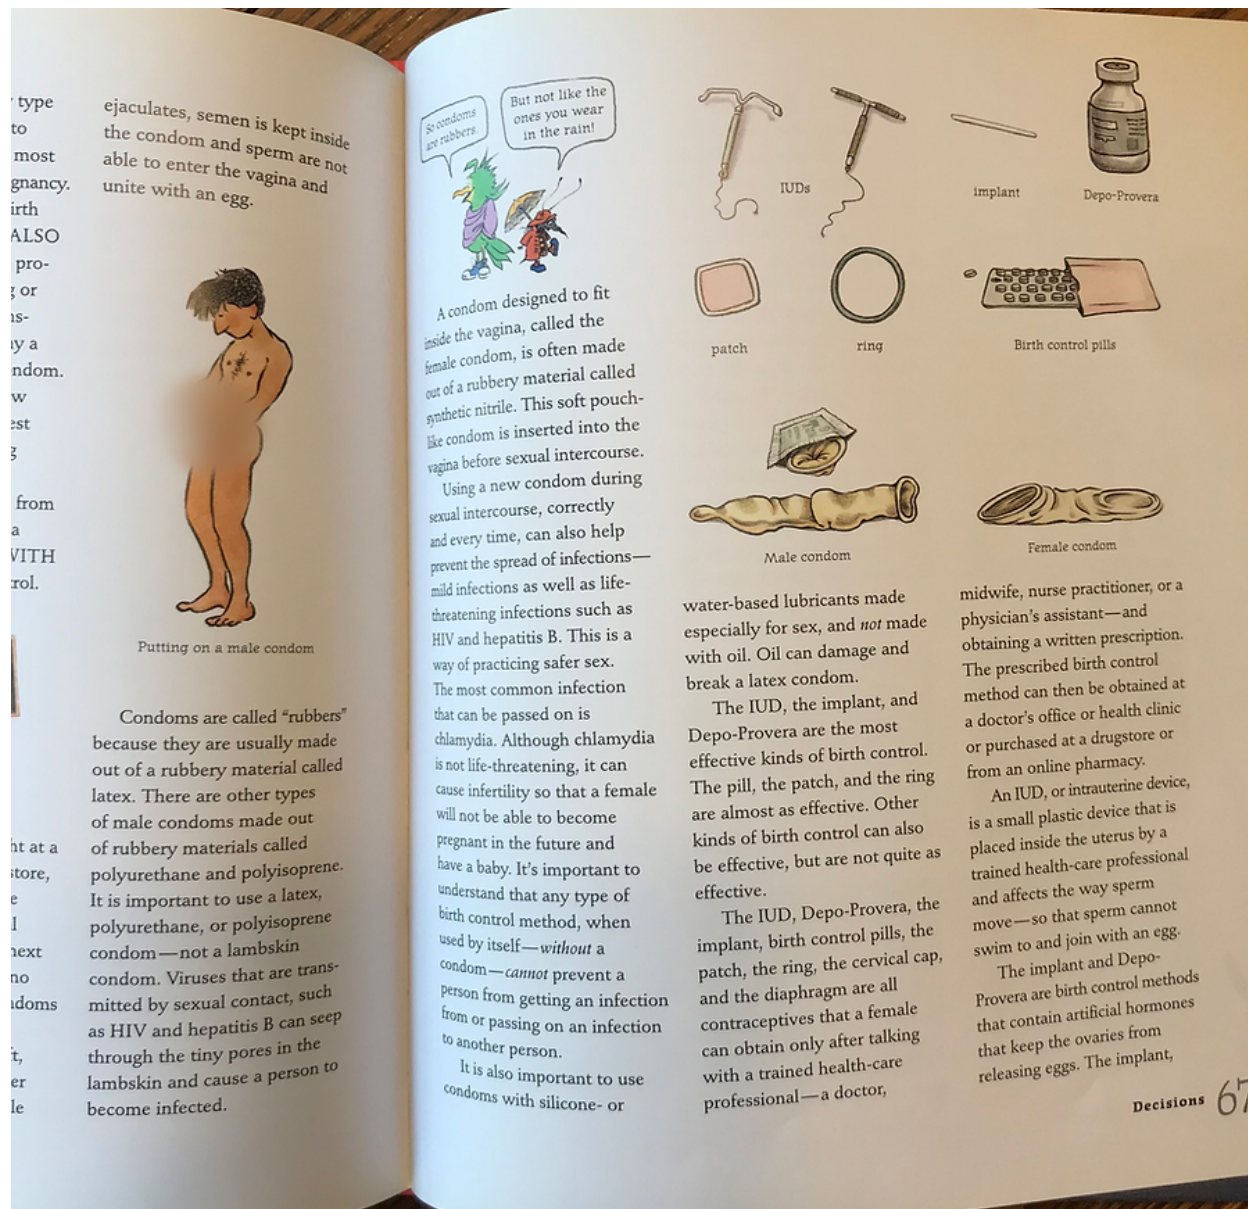 type
to
most
gnancy.
irth
ALSO
pro-
g or
ns-
ay a
ndom.
w
est
g
from
a
WITH
rol.
ht at a
store,
e
l
next
no
ndoms
t,
er
le
ejaculates, semen is kept inside
the condom and sperm are not
able to enter the vagina and
unite with an egg.
Putting on a male condom
Condoms are called “rubbers”
because they are usually made
out of a rubbery material called
latex. There are other types
of male condoms made out
of rubbery materials called
polyurethane and polyisoprene.
It is important to use a latex,
polyurethane, or polyisoprene
condom—not a lambskin
condom. Viruses that are trans-
mitted by sexual contact, such
as HIV and hepatitis B can seep
through the tiny pores in the
lambskin and cause a person to
become infected.
So condoms
are rubbers.
But not like the
ones you wear
in the rain!
A condom designed to fit
inside the vagina, called the
female condom, is often made
out of a rubbery material called
synthetic nitrile. This soft pouch-
like condom is inserted into the
vagina before sexual intercourse.
Using a new condom during
sexual intercourse, correctly
and every time, can also help
prevent the spread of infections—
mild infections as well as life-
threatening infections such as
HIV and hepatitis B. This is a
way of practicing safer sex.
The most common infection
that can be passed on is
chlamydia. Although chlamydia
is not life-threatening, it can
cause infertility so that a female
will not be able to become
pregnant in the future and
have a baby. It’s important to
understand that any type of
birth control method, when
used by itself—without a
condom—cannot prevent a
person from getting an infection
from or passing on an infection
to another person.
It is also important to use
condoms with silicone- or
IUDs
implant
Depo-Provera
patch
ring
Birth control pills
Male condom
Female condom
water-based lubricants made
especially for sex, and not made
with oil. Oil can damage and
break a latex condom.
The IUD, the implant, and
Depo-Provera are the most
effective kinds of birth control.
The pill, the patch, and the ring
are almost as effective. Other
kinds of birth control can also
be effective, but are not quite as
effective.
The IUD, Depo-Provera, the
implant, birth control pills, the
patch, the ring, the cervical cap,
and the diaphragm are all
contraceptives that a female
can obtain only after talking
with a trained health-care
professional—a doctor,
midwife, nurse practitioner, or a
physician’s assistant—and
obtaining a written prescription.
The prescribed birth control
method can then be obtained at
a doctor’s office or health clinic
or purchased at a drugstore or
from an online pharmacy.
An IUD, or intrauterine device,
is a small plastic device that is
placed inside the uterus by a
trained health-care professional
and affects the way sperm
move—so that sperm cannot
swim to and join with an egg.
The implant and Depo-
Provera are birth control methods
that contain artificial hormones
that keep the ovaries from
releasing eggs. The implant,
Decisions 67